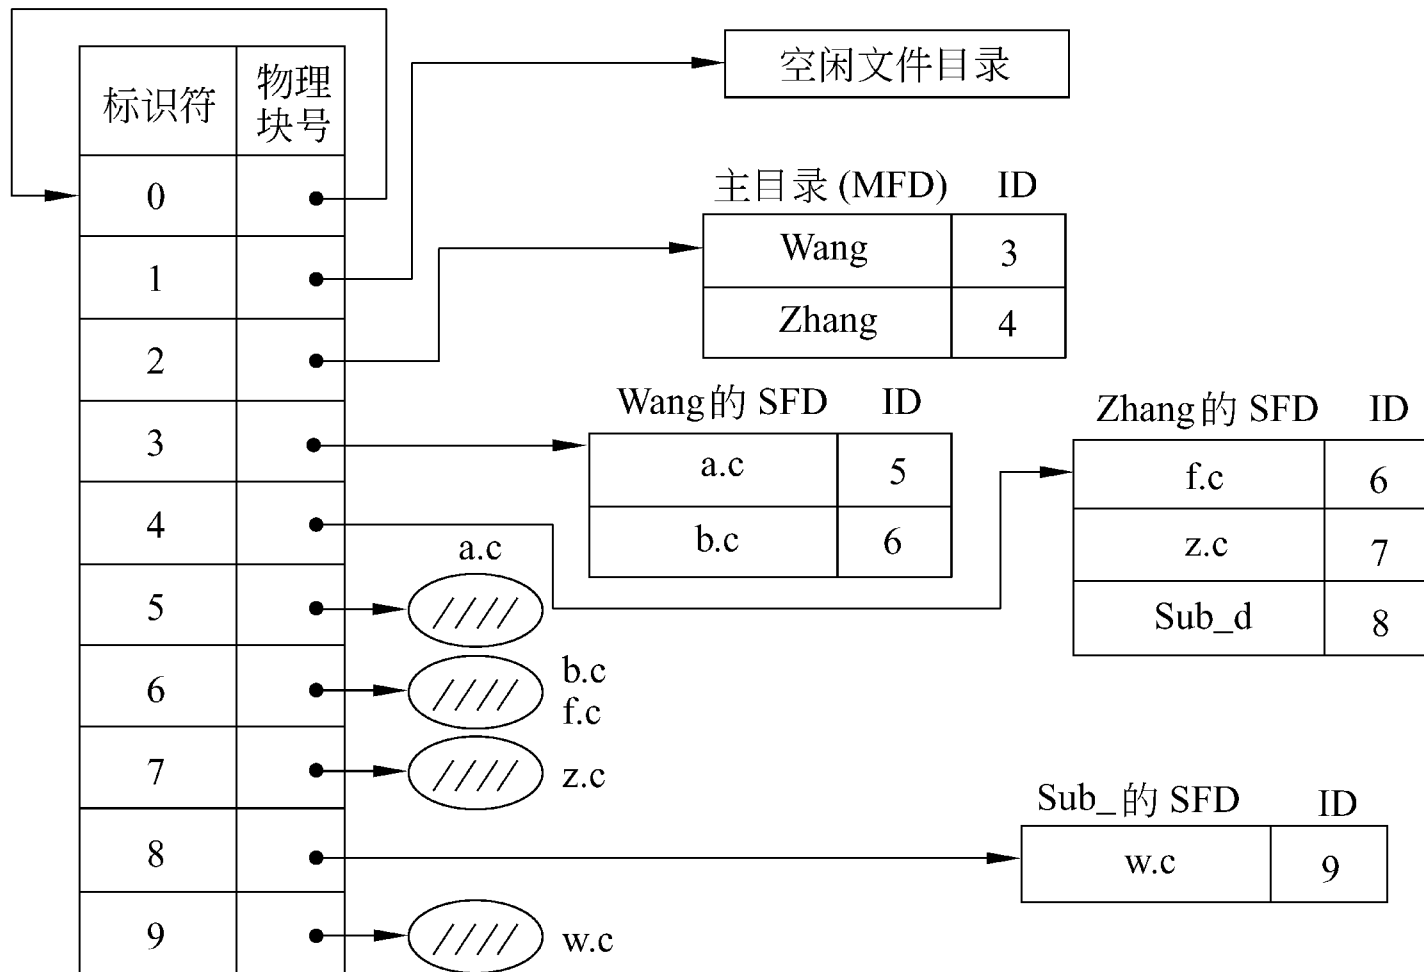 标识符 物理块号
空闲文件目录
0
主目录(MFD) ID
Wang 3
1
Zhang 4
2
Wang的 SFD ID
Zhang的 SFD ID
3
a.c 5
f.c 6
4
b.c 6
z.c 7
a.c
5
Sub_d 8
6
b.c
f.c
7
z.c
Sub_的 SFD ID
8
w.c 9
9
w.c